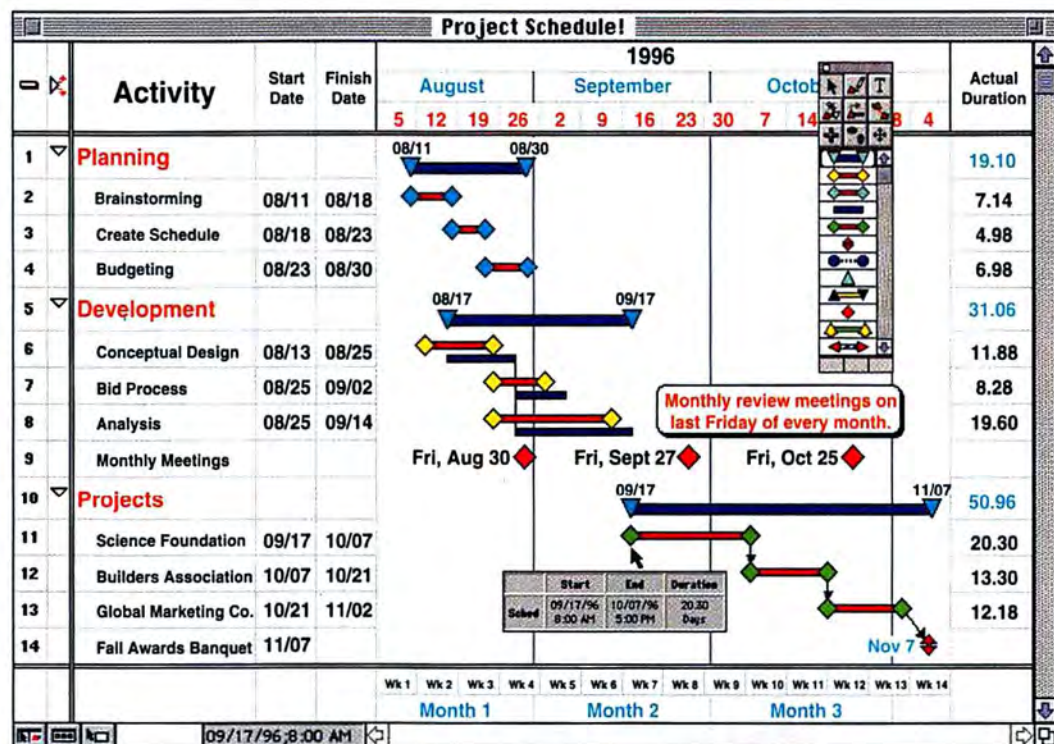 Project Schedule!
1996
Activity
Start Date
Finish Date
August
September
Octob
Actual Duration
5 12 19 26 2 9 16 23 30 7 14 8 4
08/11 08/30
1 Planning 19.10
2 Brainstorming 08/11 08/18 7.14
3 Create Schedule 08/18 08/23 4.98
4 Budgeting 08/23 08/30 6.98
08/17 09/17
5 Development 31.06
6 Conceptual Design 08/13 08/25 11.88
7 Bid Process 08/25 09/02 8.28
Monthly review meetings on
last Friday of every month.
8 Analysis 08/25 09/14 19.60
9 Monthly Meetings Fri, Aug 30 Fri, Sept 27 Fri, Oct 25
09/17 11/07
10 Projects 50.96
11 Science Foundation 09/17 10/07 20.30
12 Builders Association 10/07 10/21 13.30
Start End Duration
Sched 09/17/96 10/07/96 20.30
8:00 AM 5:00 PM Days
13 Global Marketing Co. 10/21 11/02 12.18
14 Fall Awards Banquet 11/07 Nov 7
Wk 1 Wk 2 Wk 3 Wk 4 Wk 5 Wk 6 Wk 7 Wk 8 Wk 9 Wk 10 Wk 11 Wk 12 Wk 13 Wk 14
Month 1 Month 2 Month 3
09/17/96;8:00 AM
T